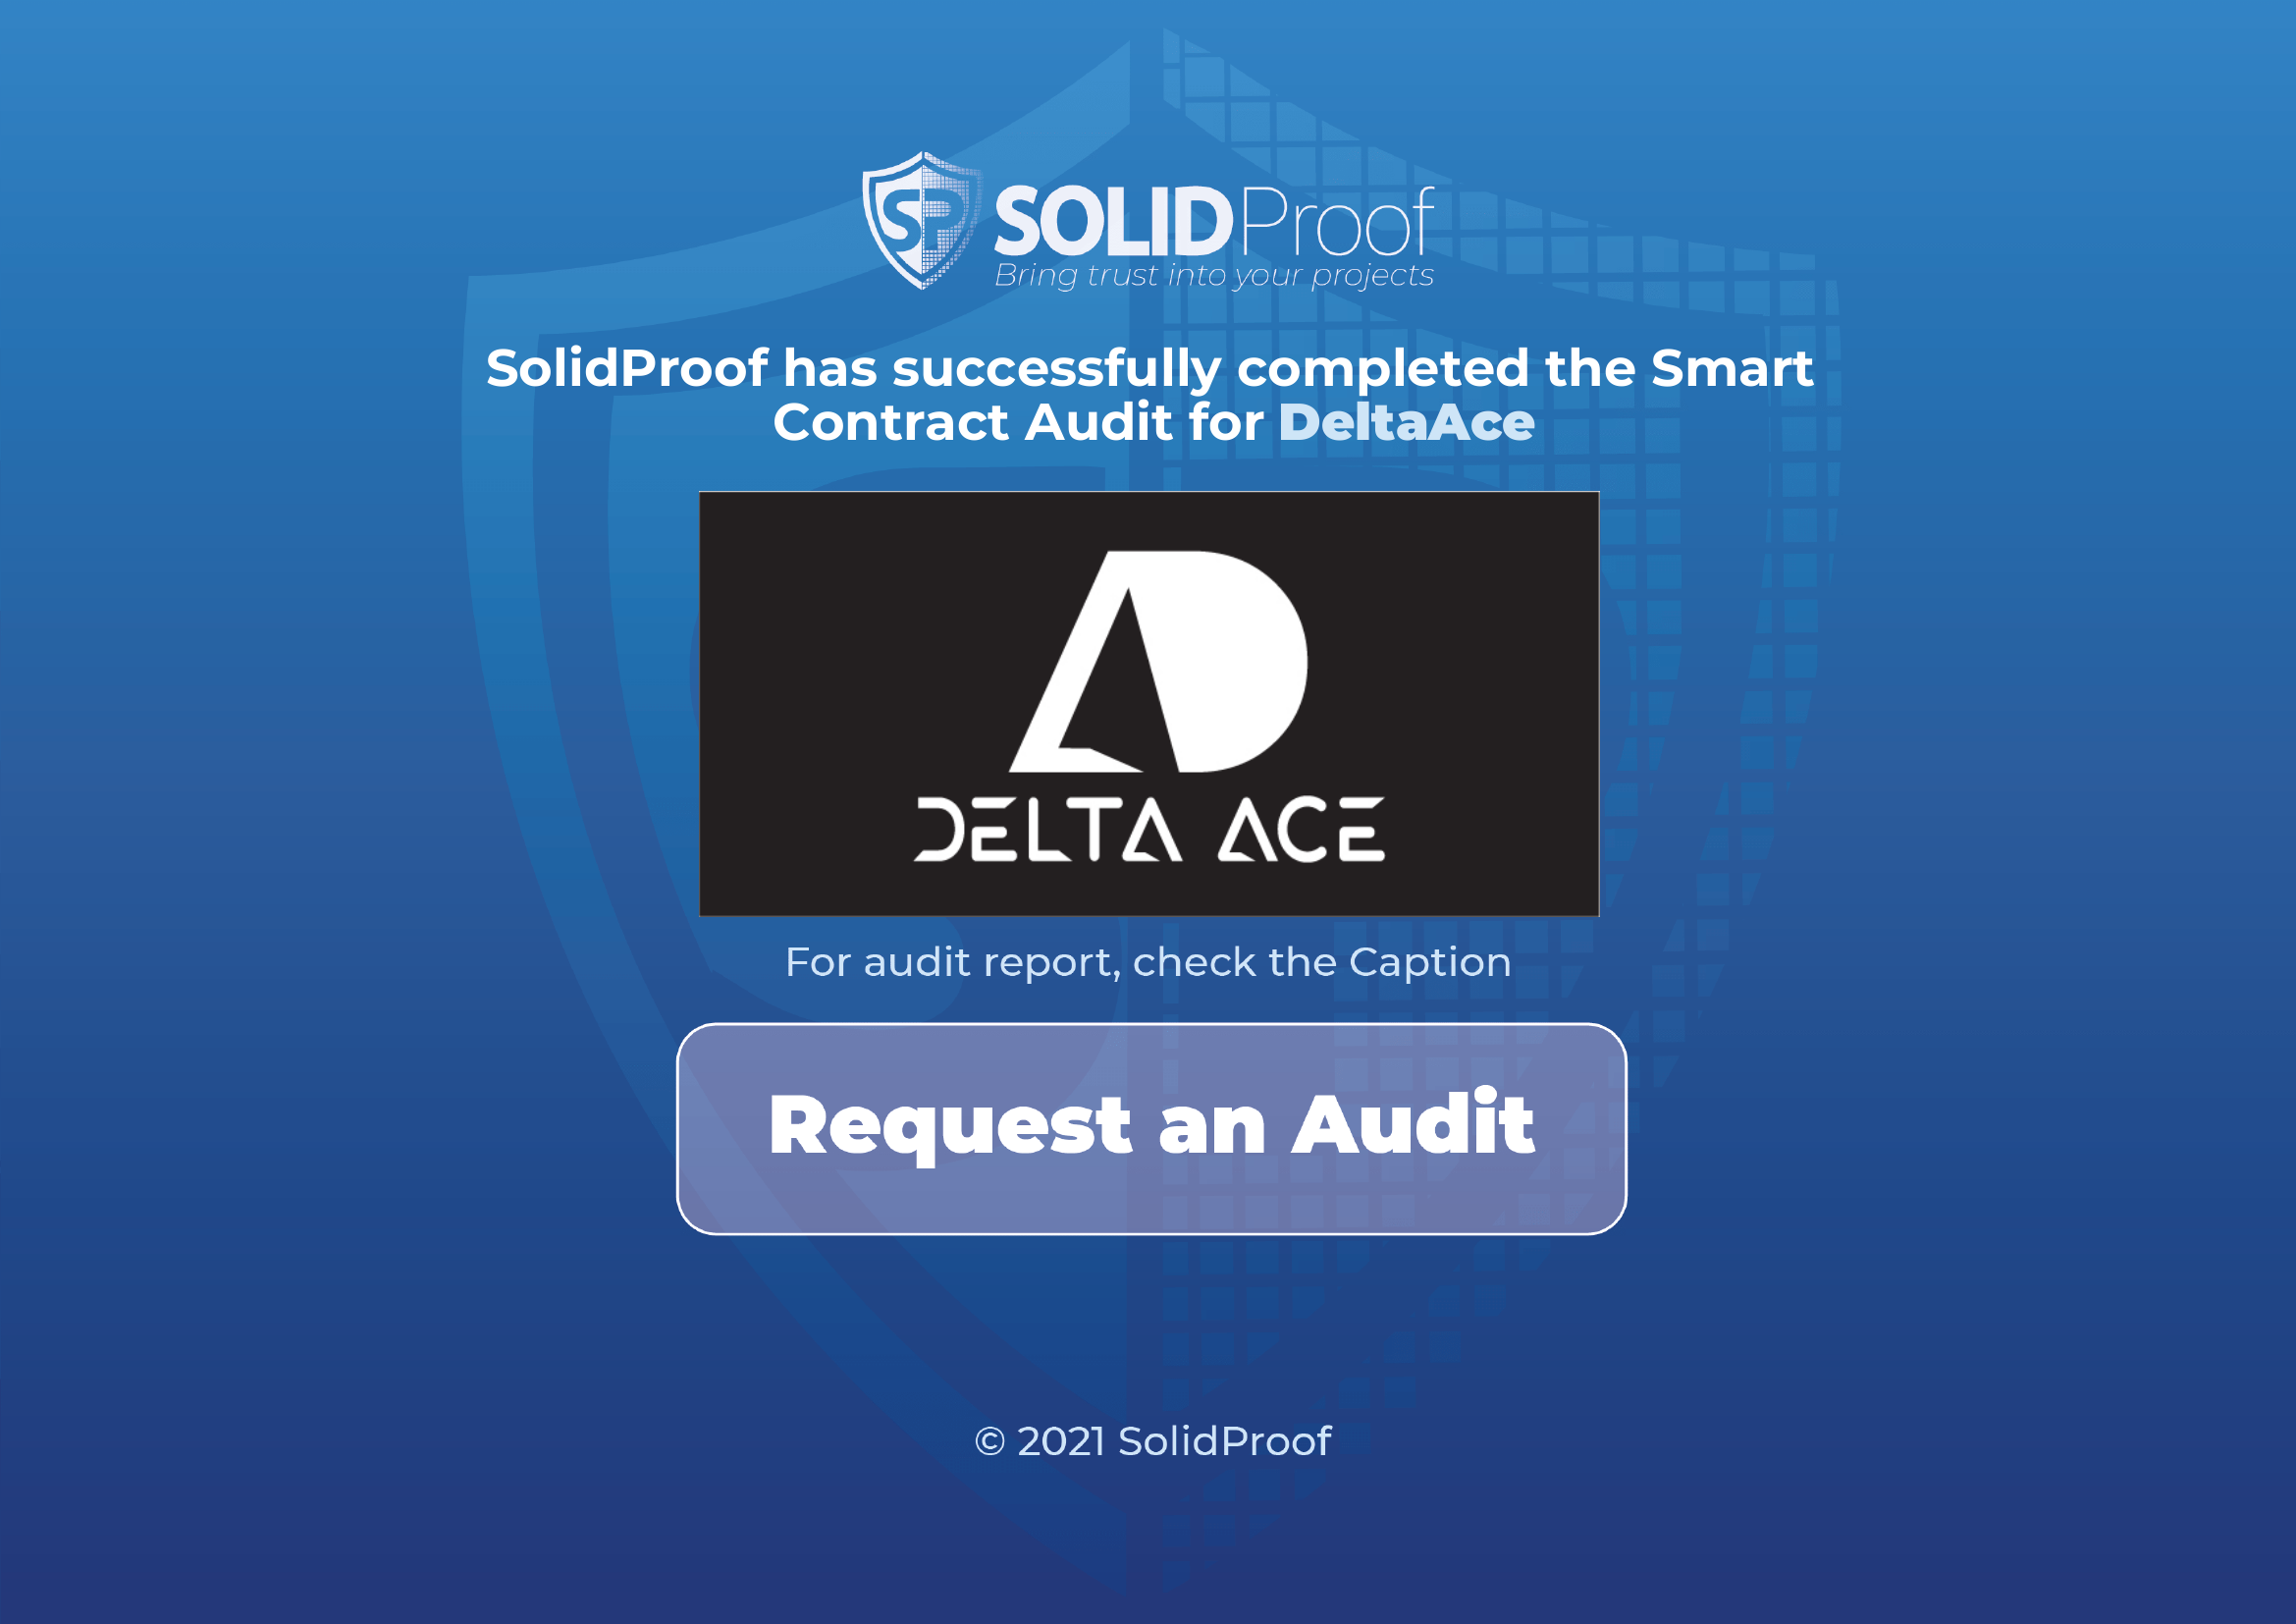 SP SOLIDProof
Bring trust into your projects
SolidProof has successfully completed the Smart
Contract Audit for DeltaAce
DELTA ACE
For audit report, check the Caption
Request an Audit
© 2021 SolidProof